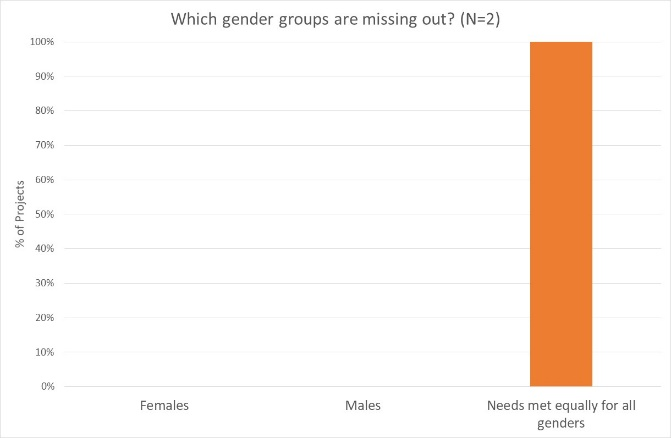 Which gender groups are missing out? (N=2)
100%
90%
80%
70%
60%
50%
40%
30%
20%
10%
0%
% of Projects
Females
Males
Needs met equally for all
genders